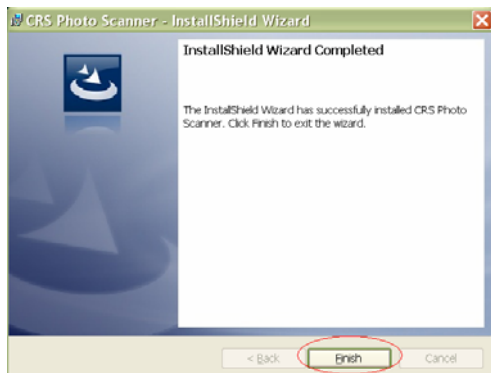 CRS Photo Scanner - InstallShield Wizard
InstallShield Wizard Completed
The InstallShield Wizard has successfully installed CRS Photo
Scanner. Click Finish to exit the wizard.
< Back
Finish
Cancel